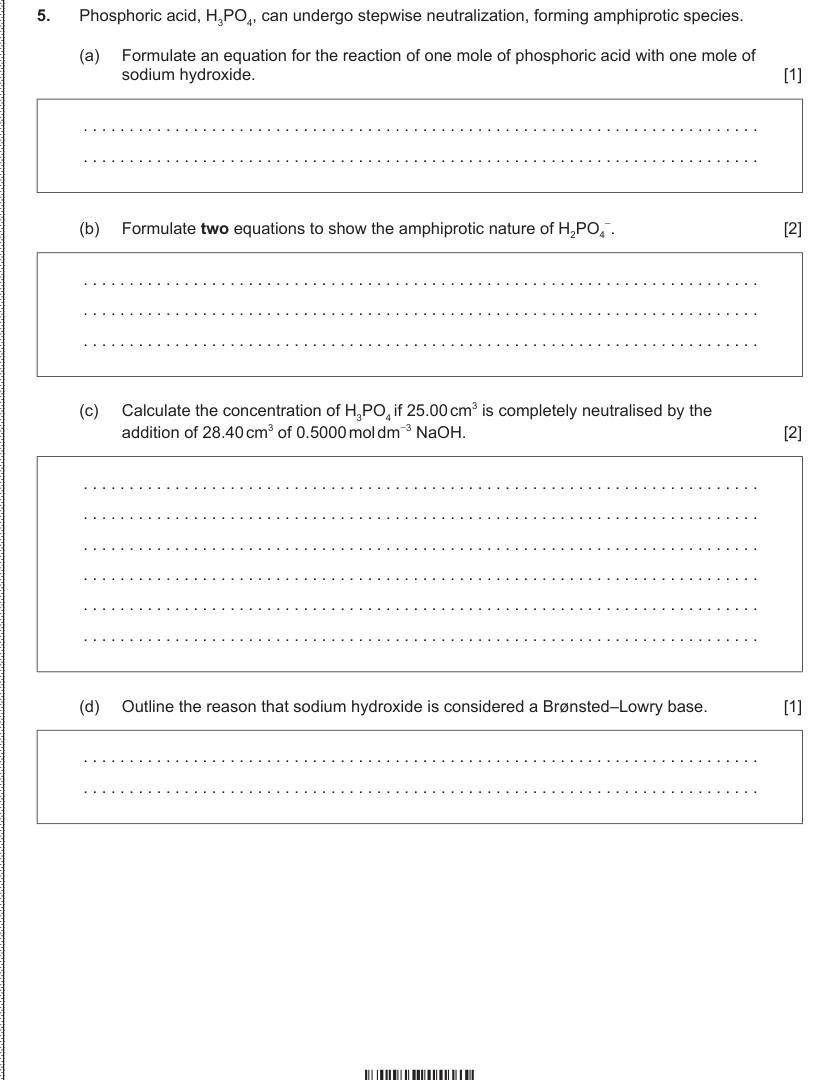 5. Phosphoric acid, H₃PO₄, can undergo stepwise neutralization, forming amphiprotic species.
(a) Formulate an equation for the reaction of one mole of phosphoric acid with one mole of
sodium hydroxide. [1]
(b) Formulate two equations to show the amphiprotic nature of H₂PO₄⁻. [2]
(c) Calculate the concentration of H₃PO₄ if 25.00 cm³ is completely neutralised by the
addition of 28.40 cm³ of 0.5000 mol dm⁻³ NaOH. [2]
(d) Outline the reason that sodium hydroxide is considered a Brønsted–Lowry base. [1]